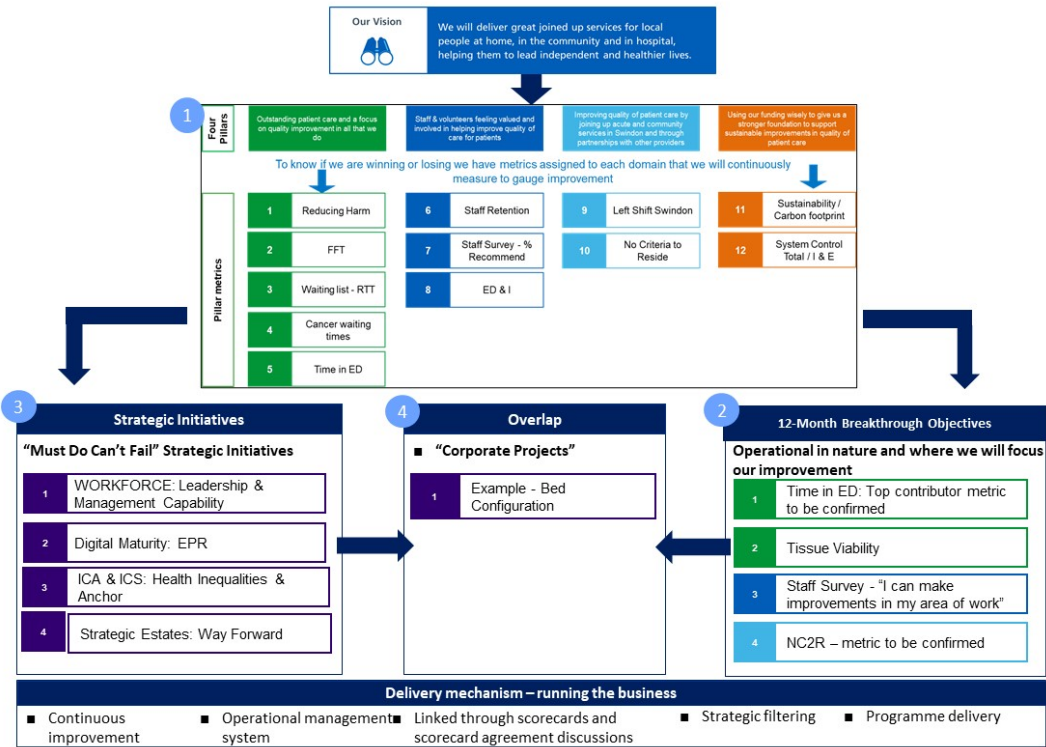 Our Vision
We will deliver great joined up services for local
people at home, in the community and in hospital,
helping them to lead independent and healthier lives.
1
Four
Pillars
Outstanding patient care and a focus
on quality improvement in all that we
do
Staff & volunteers feeling valued and
involved in helping improve quality of
care for patients
Improving quality of patient care by
joining up acute and community
services in Swindon and through
partnerships with other providers
Using our funding wisely to give us a
stronger foundation to support
sustainable improvements in quality of
patient care
To know if we are winning or losing we have metrics assigned to each domain that we will continuously
measure to gauge improvement
Pillar metrics
1 Reducing Harm
2 FFT
3 Waiting list - RTT
4 Cancer waiting
times
5 Time in ED
6 Staff Retention
7 Staff Survey - %
Recommend
8 ED & I
9 Left Shift Swindon
10 No Criteria to
Reside
11 Sustainability /
Carbon footprint
12 System Control
Total / I & E
3
Strategic Initiatives
“Must Do Can’t Fail” Strategic Initiatives
1 WORKFORCE: Leadership &
Management Capability
2 Digital Maturity: EPR
3 ICA & ICS: Health Inequalities &
Anchor
4 Strategic Estates: Way Forward
4
Overlap
■ “Corporate Projects”
1 Example - Bed
Configuration
2
12-Month Breakthrough Objectives
Operational in nature and where we will focus
our improvement
1 Time in ED: Top contributor metric
to be confirmed
2 Tissue Viability
3 Staff Survey - “I can make
improvements in my area of work”
4 NC2R – metric to be confirmed
Delivery mechanism – running the business
■ Continuous
improvement
■ Operational management
system
■ Linked through scorecards and
scorecard agreement discussions
■ Strategic filtering
■ Programme delivery